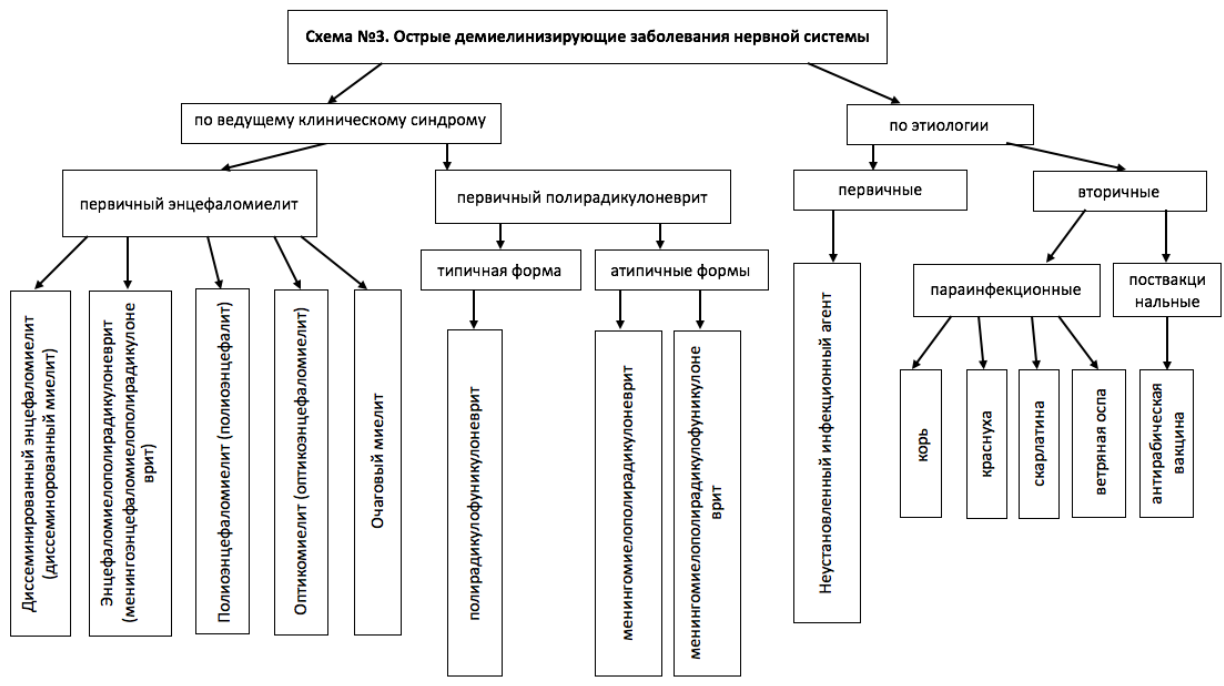 Схема №3. Острые демиелинизирующие заболевания нервной системы
по ведущему клиническому синдрому
по этиологии
первичный энцефаломиелит
первичный полирадикулоневрит
первичные
вторичные
типичная форма
атипичные формы
параинфекционные
поствакци
нальные
Диссеминированный энцефаломиелит
(диссеминорованный миелит)
Энцефаломиелополирадикулоневрит
(менингоэнцефаломиелополирадикулоне
врит)
Полиоэнцефаломиелит (полиоэнцефалит)
Оптикомиелит (оптикоэнцефаломиелит)
Очаговый миелит
полирадикулофуникулоневрит
менингомиелополирадикулоневрит
менингомиелополирадикулофуникулоне
врит
Неустановленный инфекционный агент
корь
краснуха
скарлатина
ветряная оспа
антирабическая
вакцина